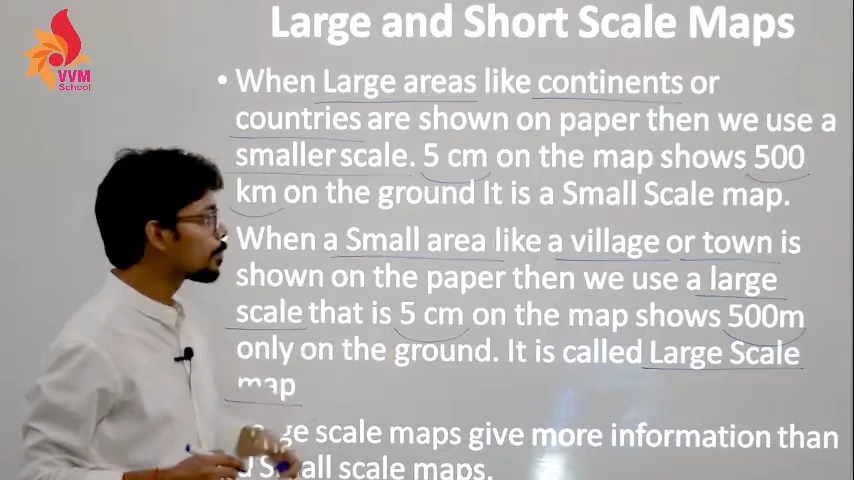 Large and Short Scale Maps
VVM
School
• When Large areas like continents or
countries are shown on paper then we use a
smaller scale. 5 cm on the map shows 500
km on the ground It is a Small Scale map.
When a Small area like a village or town is
shown on the paper then we use a large
scale that is 5 cm on the map shows 500m
only on the ground. It is called Large Scale
map
scale maps give more information than
Small scale maps.